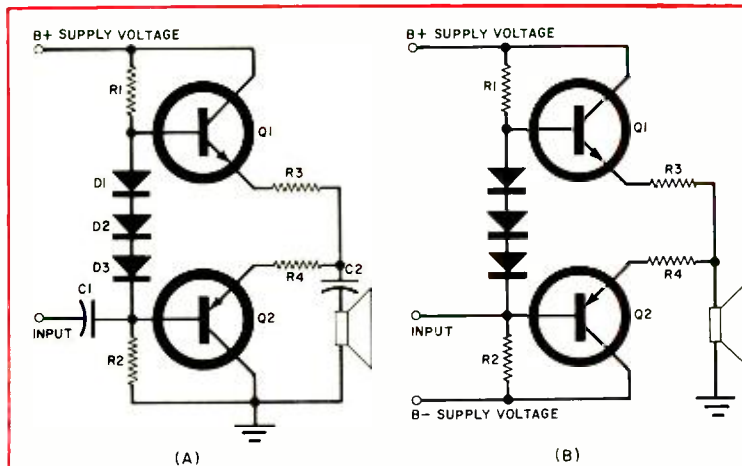 B+ SUPPLY VOLTAGE
R1
Q1
D1
R3
D2
D3
R4
C2
C1
INPUT
Q2
R2
(A)
B+ SUPPLY VOLTAGE
R1
Q1
R3
R4
INPUT
Q2
R2
B- SUPPLY VOLTAGE
(B)